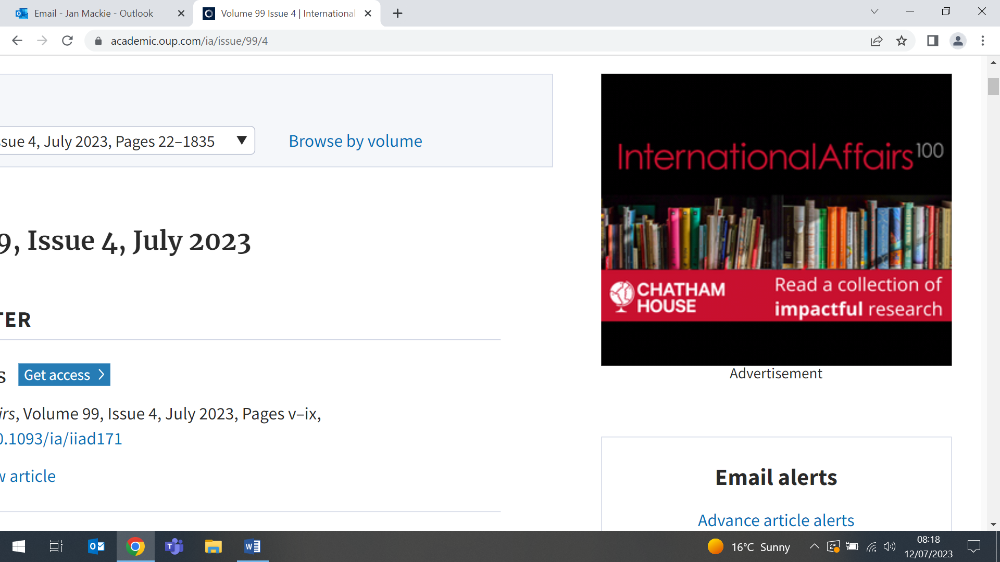 Email - Jan Mackie - Outlook
Volume 99 Issue 4 | International
academic.oup.com/ia/issue/99/4
ssue 4, July 2023, Pages 22–1835
Browse by volume
InternationalAffairs100
CHATHAM
HOUSE
Read a collection of
impactful research
Advertisement
9, Issue 4, July 2023
TER
s
Get access
irs, Volume 99, Issue 4, July 2023, Pages v–ix,
0.1093/ia/iiad171
w article
Email alerts
Advance article alerts
16°C Sunny
08:18
12/07/2023